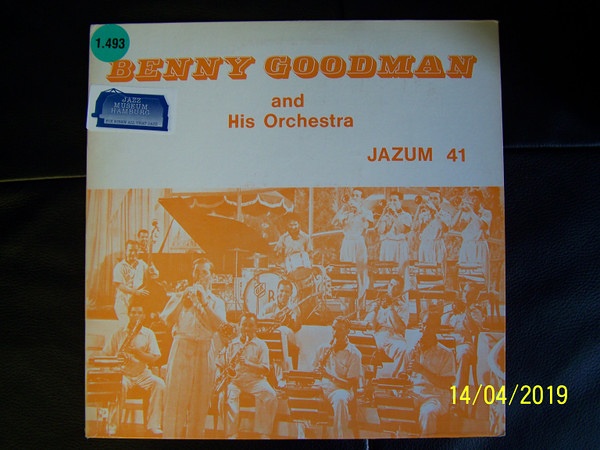 1.493
BENNY GOODMAN
JAZZ
MUSEUM
HAMBURG
and
His Orchestra
JAZUM 41
14/04/2019